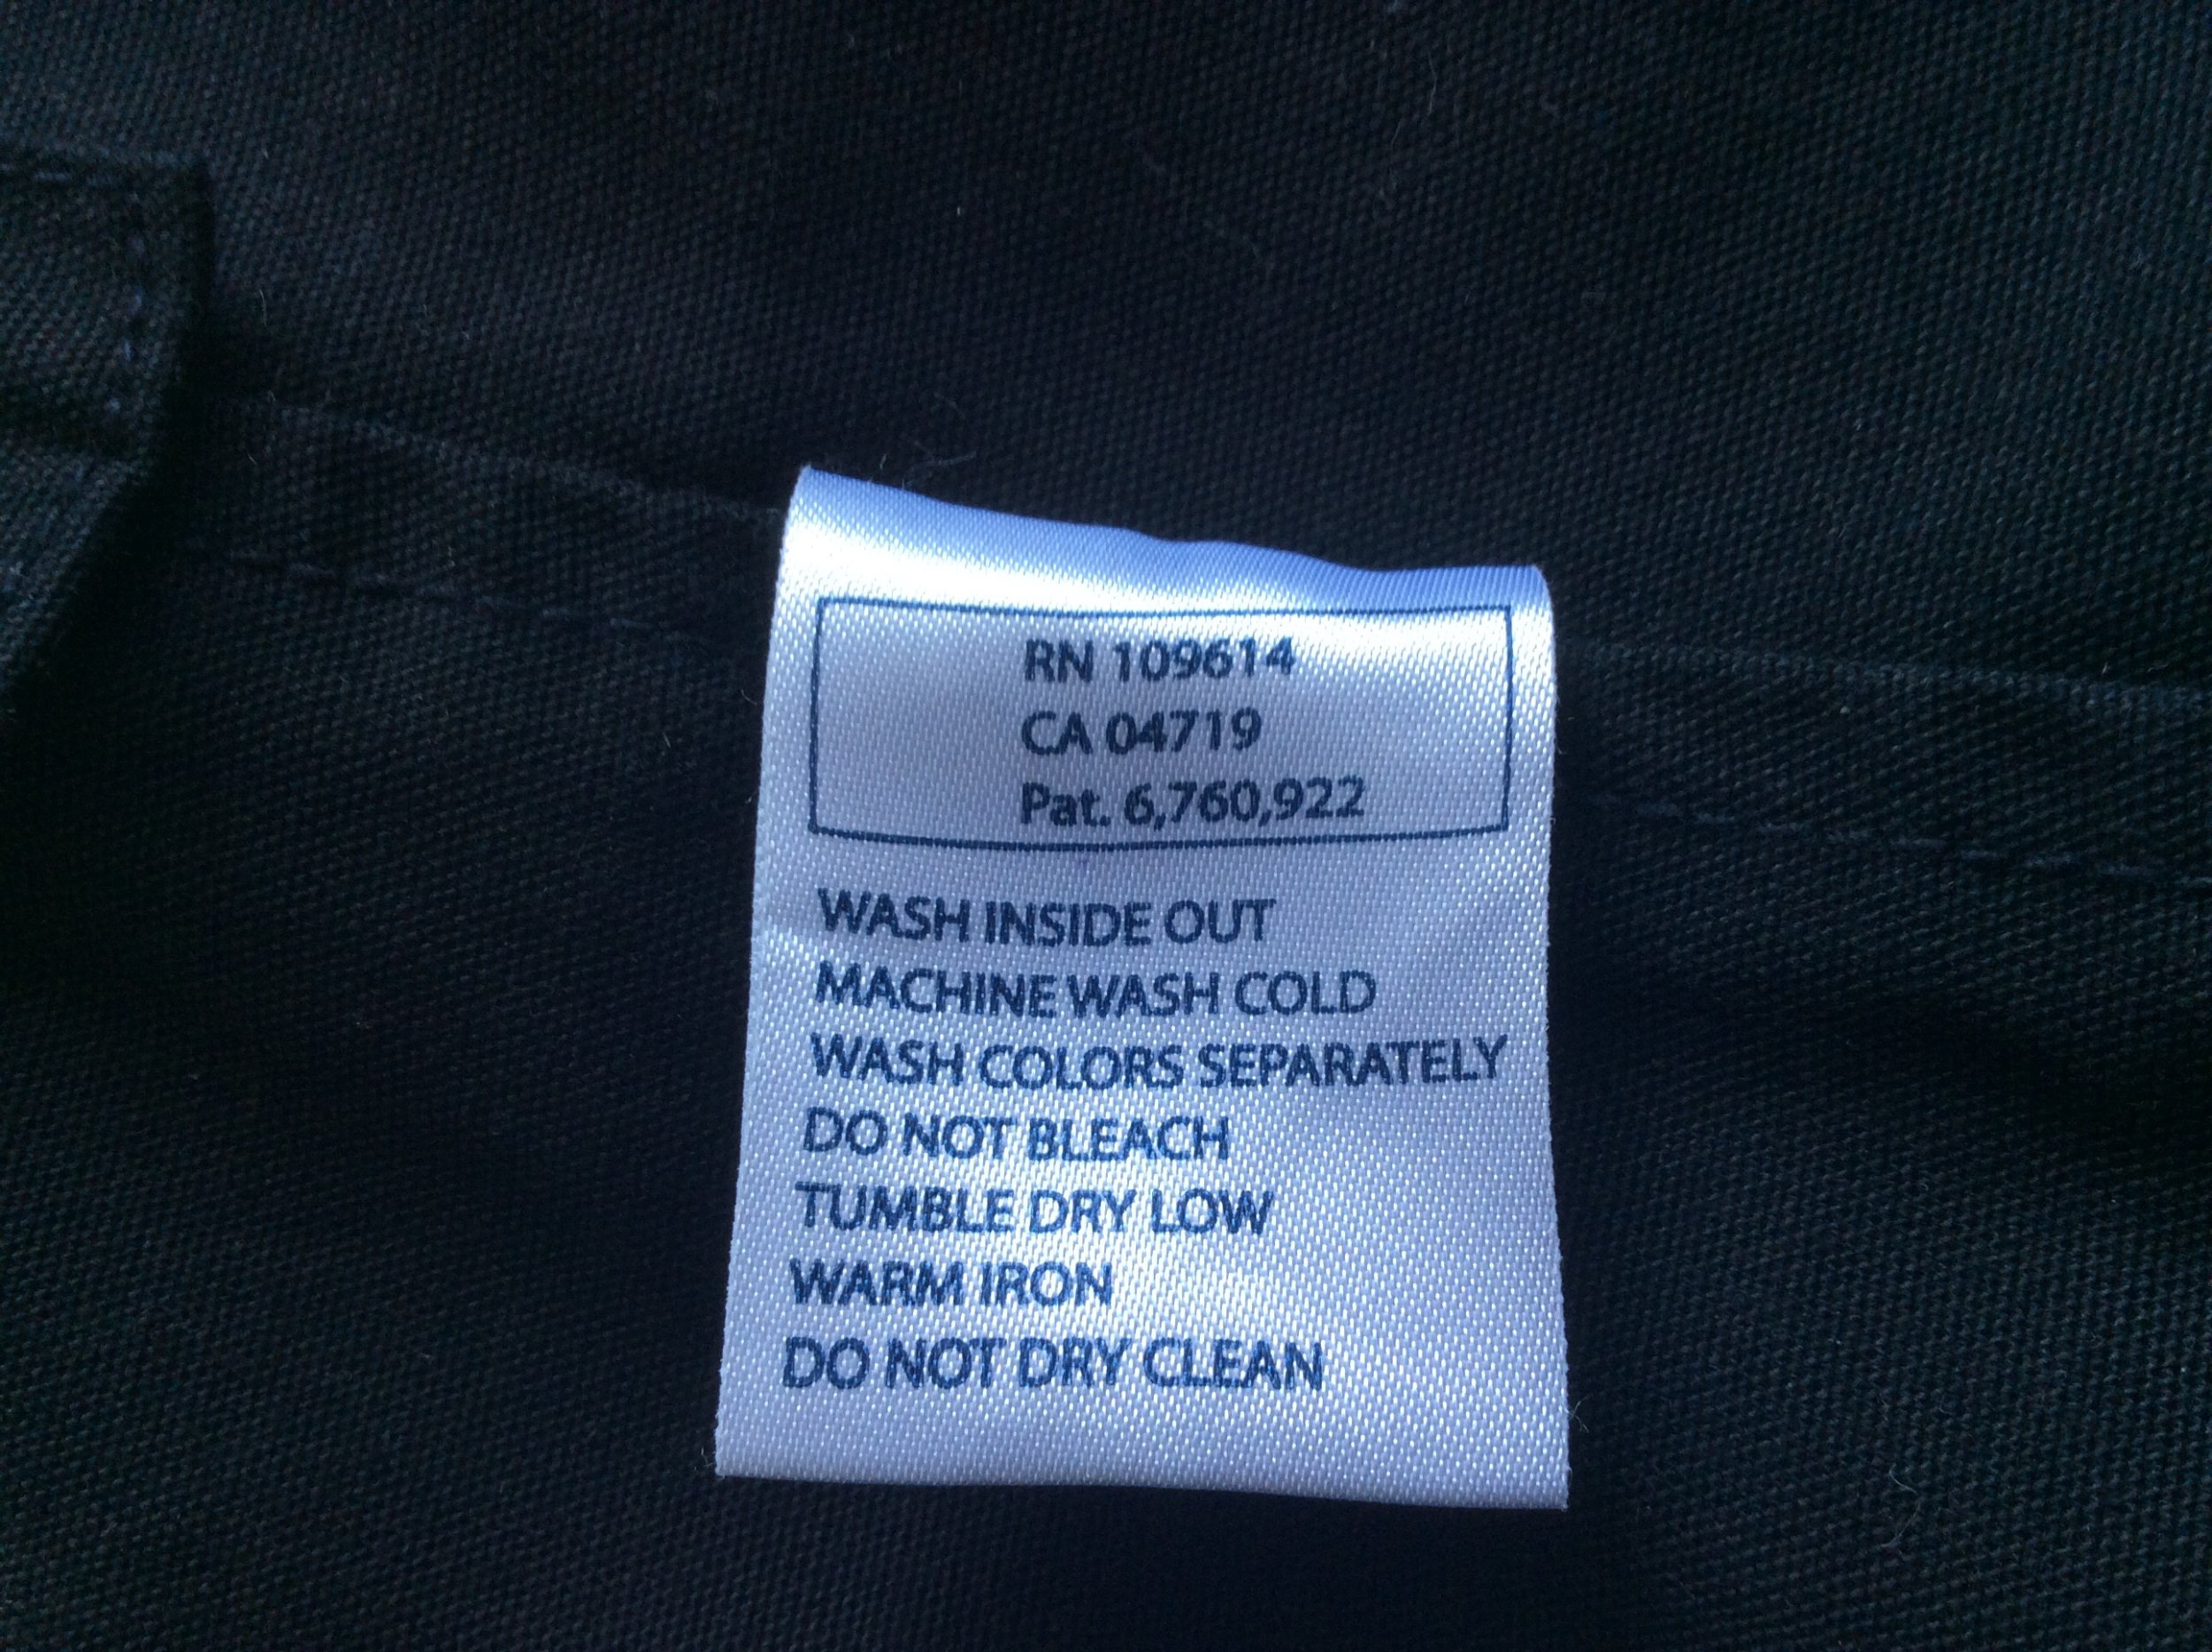 RN 109614
CA 04719
Pat. 6,760,922
WASH INSIDE OUT
MACHINE WASH COLD
WASH COLORS SEPARATELY
DO NOT BLEACH
TUMBLE DRY LOW
WARM IRON
DO NOT DRY CLEAN